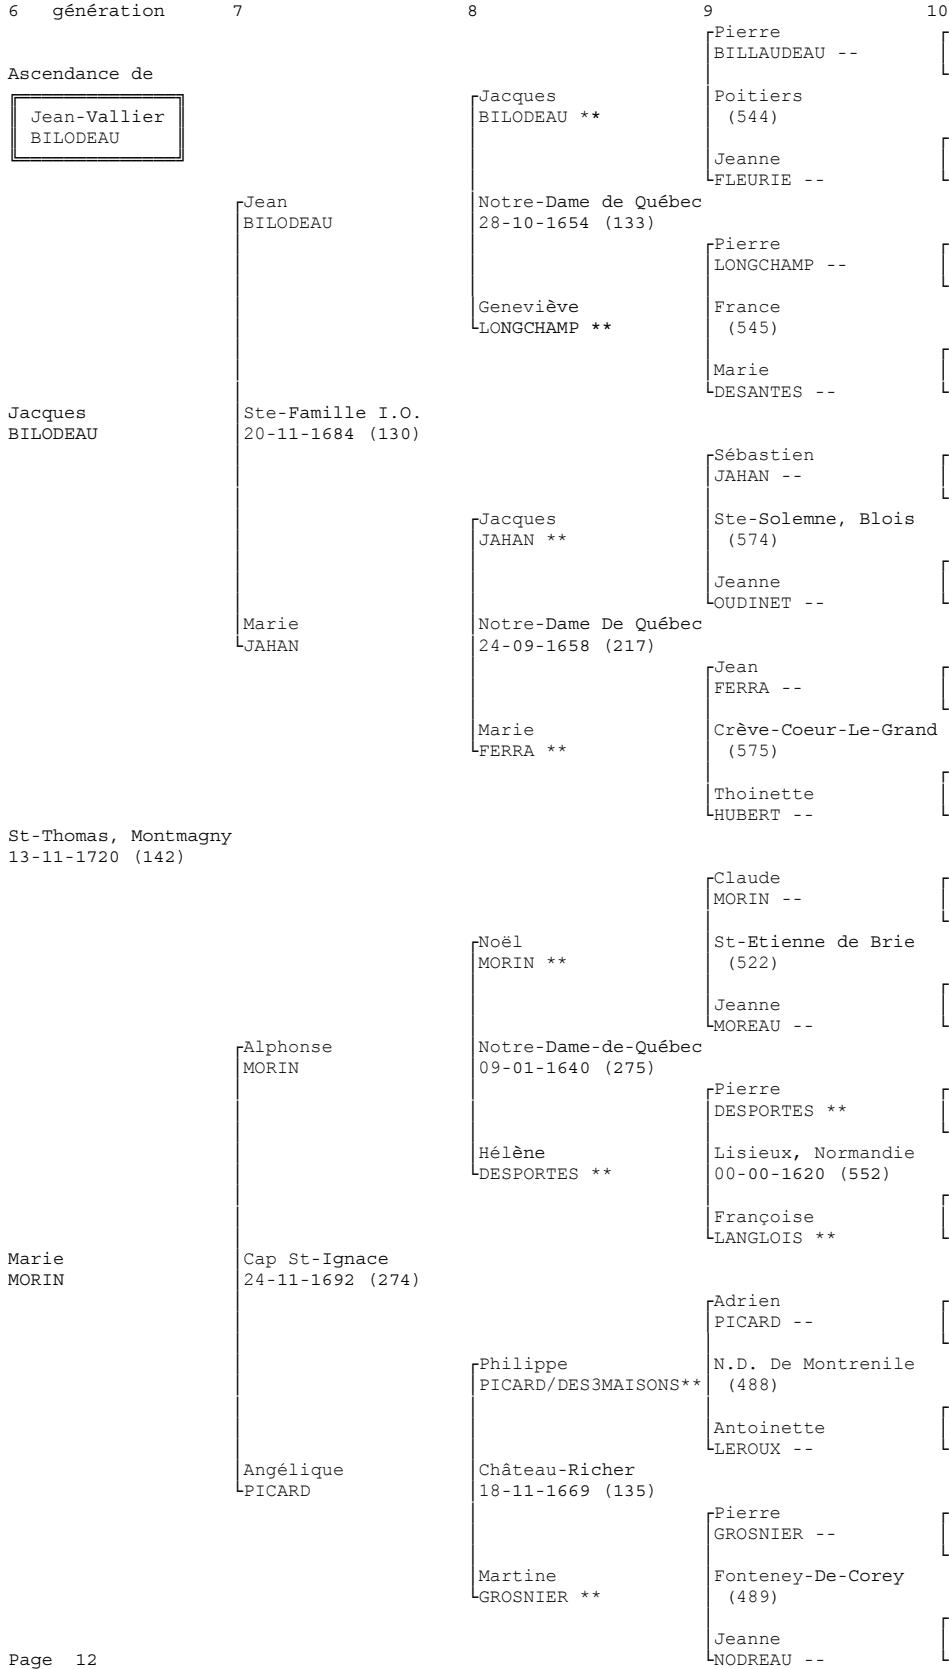 6 génération 7 8 9 10
Pierre
BILLAUDEAU --
Ascendance de
Jacques Poitiers
Jean-Vallier BILODEAU ** (544)
BILODEAU
Jeanne
FLEURIE --
Jean Notre-Dame de Québec
BILODEAU 28-10-1654 (133)
Pierre
LONGCHAMP --
Geneviève France
LONGCHAMP ** (545)
Marie
DESANTES --
Jacques Ste-Famille I.O.
BILODEAU 20-11-1684 (130)
Sébastien
JAHAN --
Jacques Ste-Solemne, Blois
JAHAN ** (574)
Jeanne
OUDINET --
Marie Notre-Dame De Québec
JAHAN 24-09-1658 (217)
Jean
FERRA --
Marie Crève-Coeur-Le-Grand
FERRA ** (575)
Thoinette
HUBERT --
St-Thomas, Montmagny
13-11-1720 (142)
Claude
MORIN --
Noël St-Etienne de Brie
MORIN ** (522)
Jeanne
MOREAU --
Alphonse Notre-Dame-de-Québec
MORIN 09-01-1640 (275)
Pierre
DESPORTES **
Hélène Lisieux, Normandie
DESPORTES ** 00-00-1620 (552)
Françoise
LANGLOIS **
Marie Cap St-Ignace
MORIN 24-11-1692 (274)
Adrien
PICARD --
Philippe N.D. De Montrenile
PICARD/DES3MAISONS** (488)
Antoinette
LEROUX --
Angélique Château-Richer
PICARD 18-11-1669 (135)
Pierre
GROSNIER --
Martine Fonteney-De-Corey
GROSNIER ** (489)
Jeanne
Page 12 NODREAU --